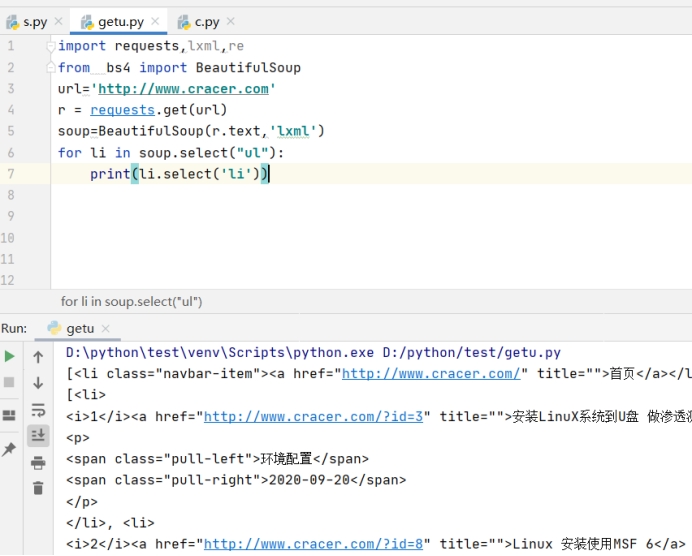 s.py getu.py c.py
1 import requests,lxml,re
2 from bs4 import BeautifulSoup
3 url='http://www.cracer.com'
4 r = requests.get(url)
5 soup=BeautifulSoup(r.text,'lxml')
6 for li in soup.select("ul"):
7 print(li.select('li'))
8
9
10
11
12
for li in soup.select("ul")
Run: getu
D:\python\test\venv\Scripts\python.exe D:/python/test/getu.py
[<li class="navbar-item"><a href="http://www.cracer.com/" title="">首页</a></l
[<li>
<i>1</i><a href="http://www.cracer.com/?id=3" title="">安装LinuX系统到U盘 做渗透测
<p>
<span class="pull-left">环境配置</span>
<span class="pull-right">2020-09-20</span>
</p>
</li>, <li>
<i>2</i><a href="http://www.cracer.com/?id=8" title="">Linux 安装使用MSF 6</a>